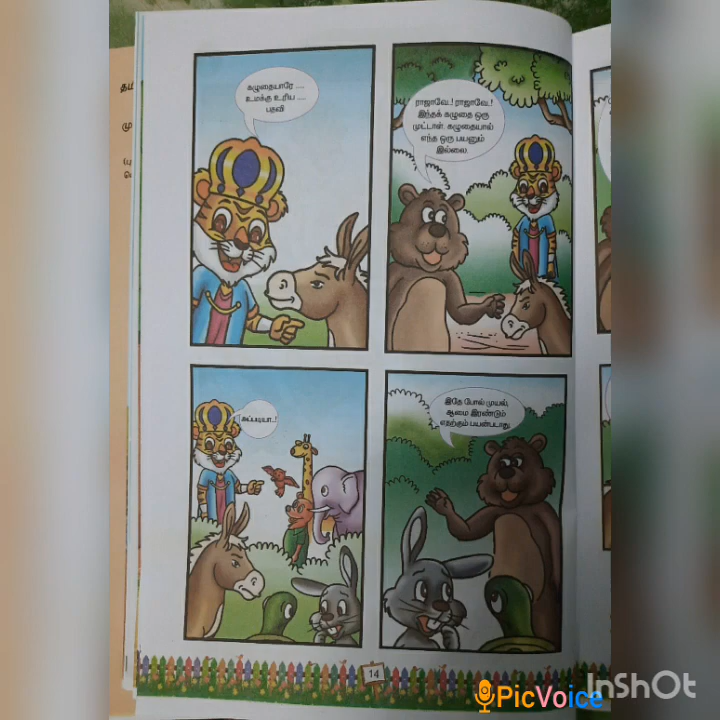 கழுதையாரே ....
உமக்கு உரிய ....
பதவி
ராஜாவே..! ராஜாவே..!
இந்தக் கழுதை ஒரு
முட்டாள். கழுதையால்
எந்த ஒரு பயனும்
இல்லை.
அப்படியா..!
இதே போல் முயல்,
ஆமை இரண்டும்
எதற்கும் பயன்படாது.
14
PicVoice
InShOt